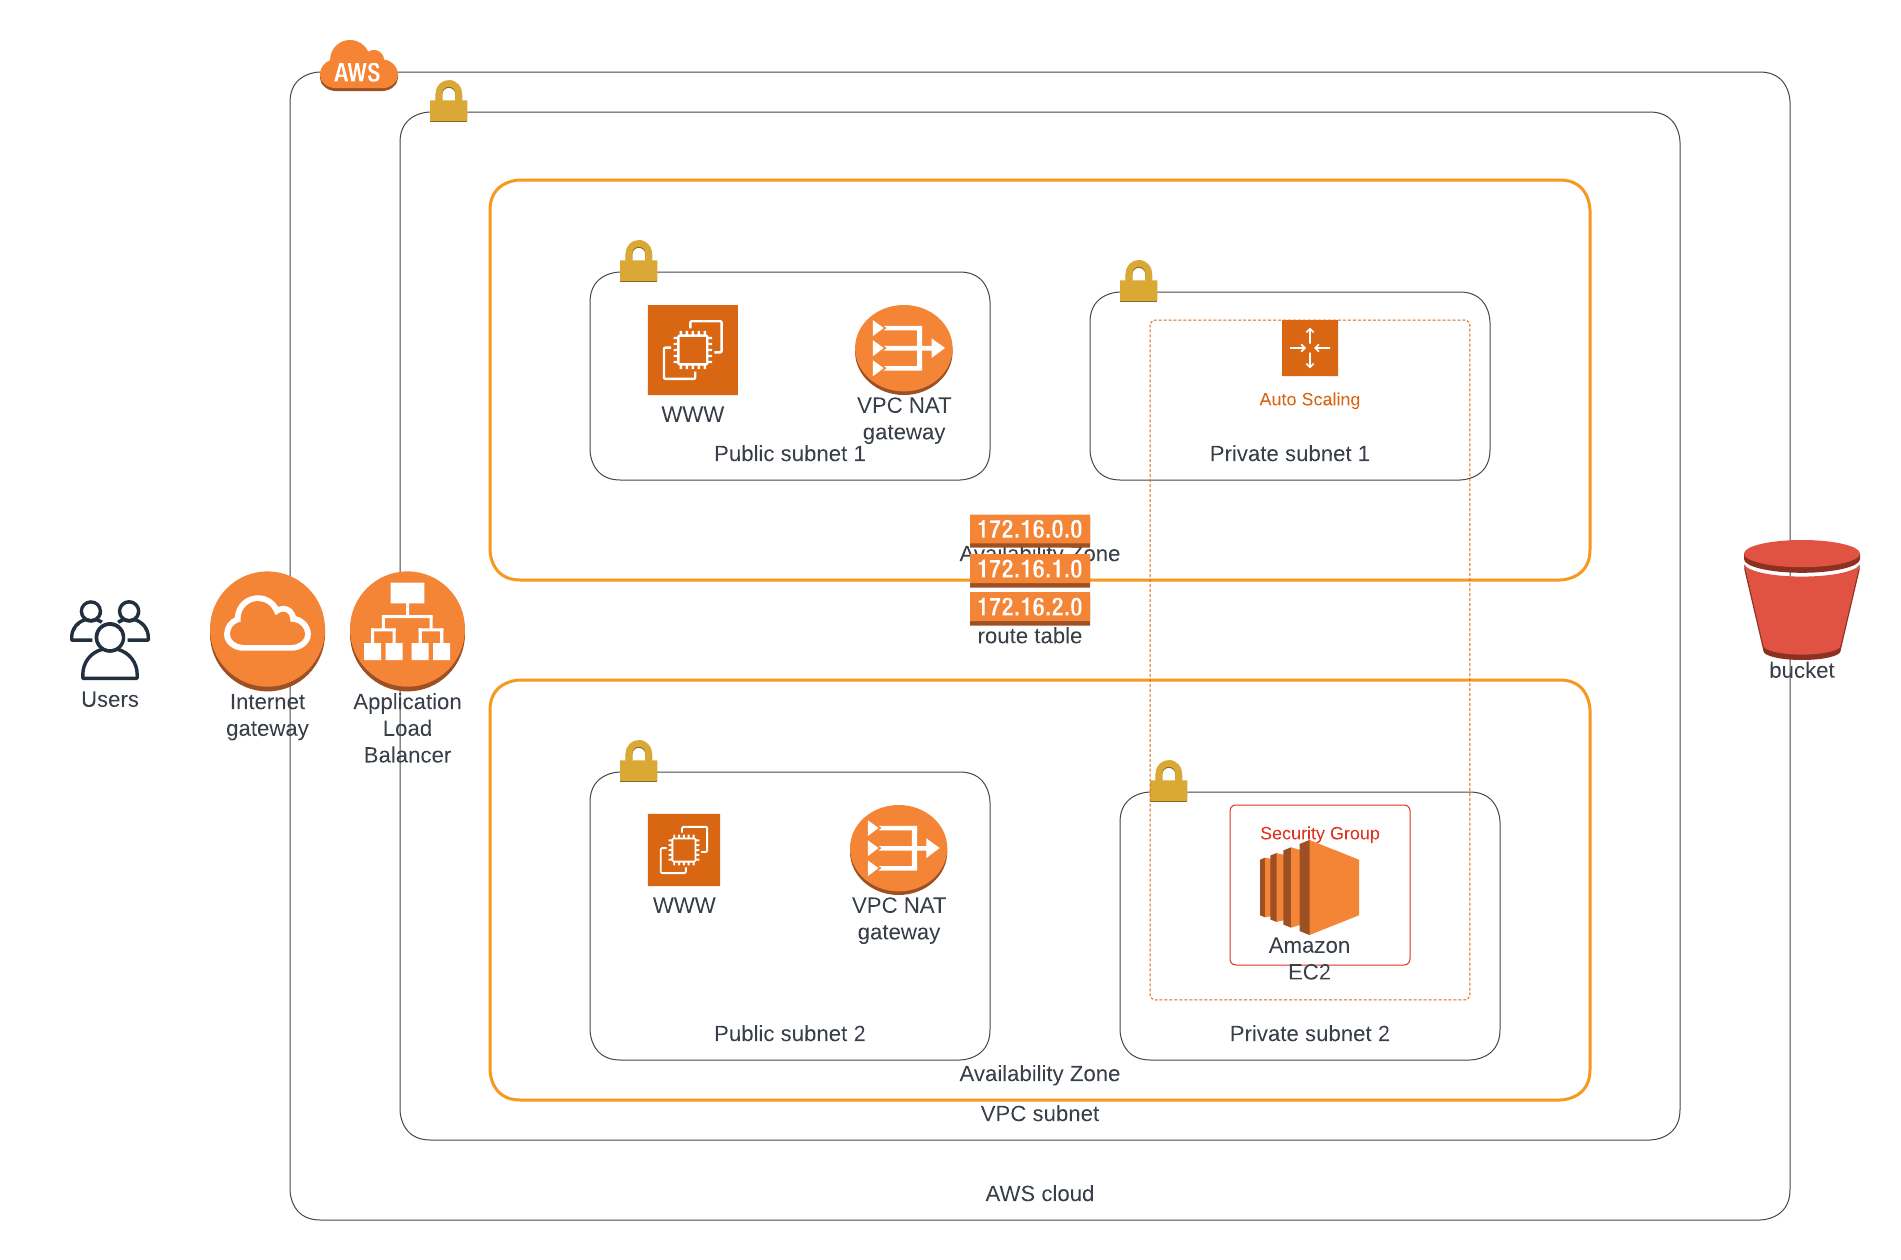 AWS
WWW
VPC NAT
gateway
Public subnet 1
Auto Scaling
Private subnet 1
172.16.0.0
Availability Zone
172.16.1.0
172.16.2.0
route table
Users
Internet
gateway
Application
Load
Balancer
bucket
WWW
VPC NAT
gateway
Public subnet 2
Security Group
Amazon
EC2
Private subnet 2
Availability Zone
VPC subnet
AWS cloud